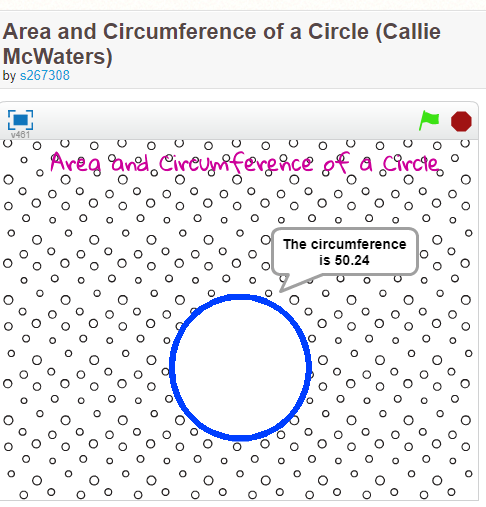 Area and Circumference of a Circle (Callie
McWaters)
by s267308
v461
Area and Circumference of a Circle
The circumference
is 50.24